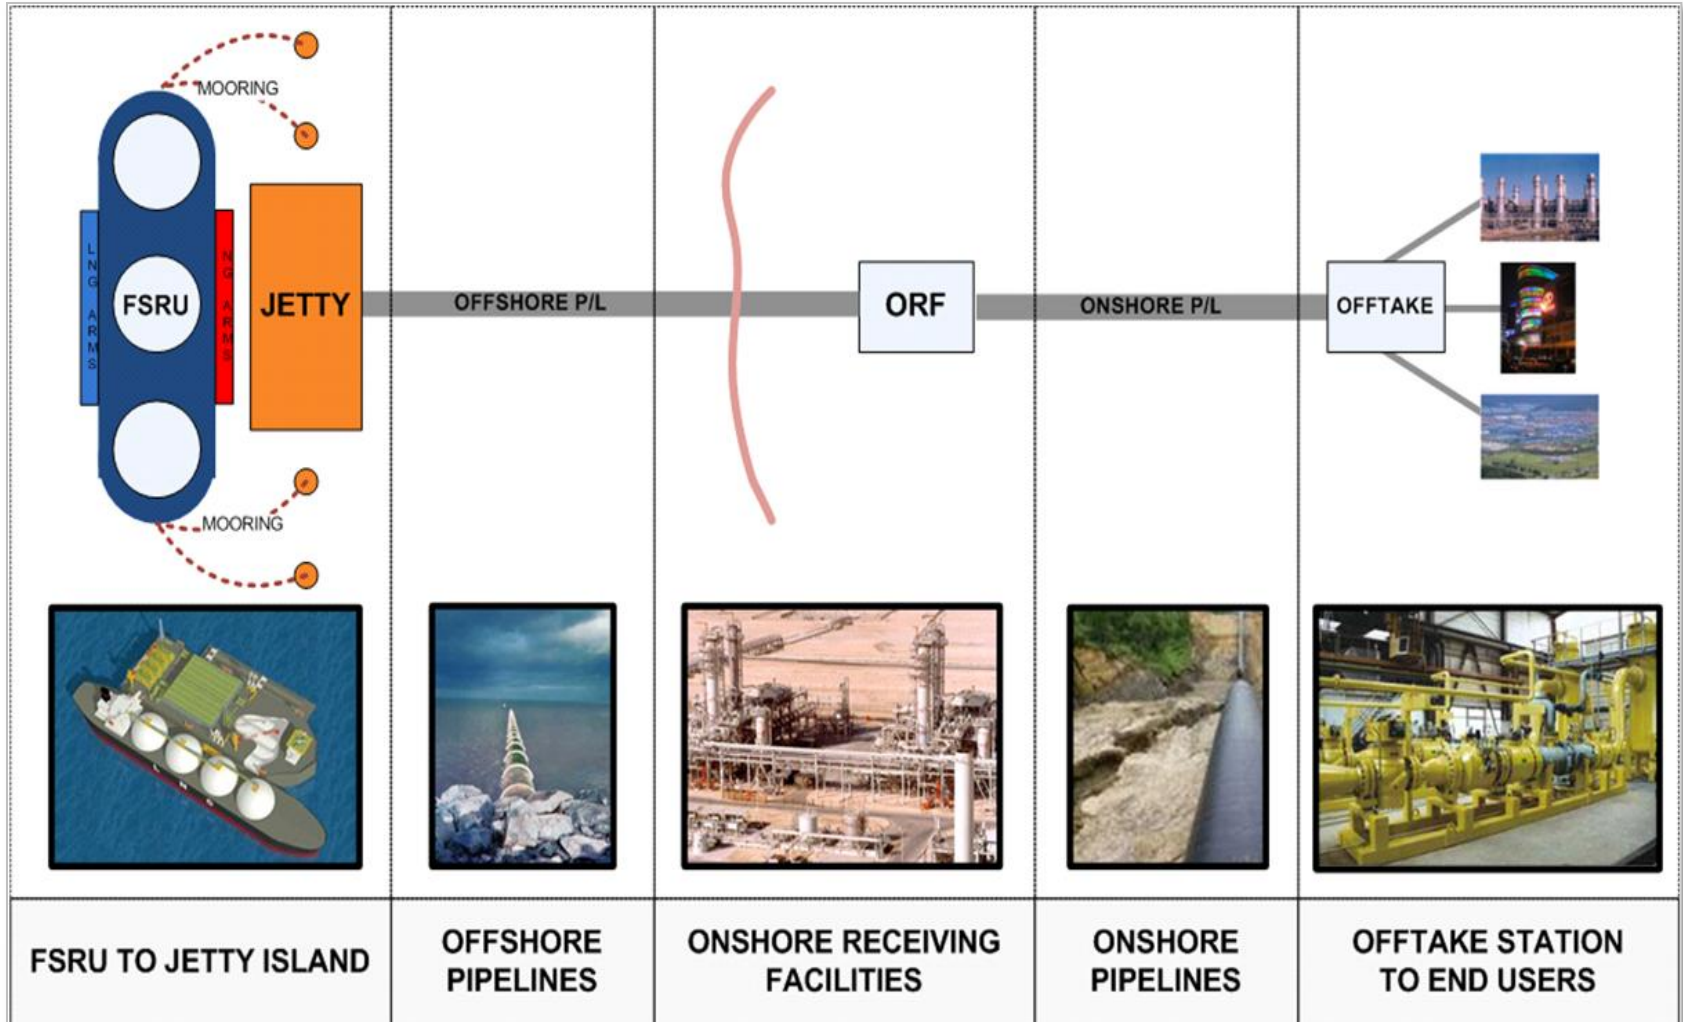 MOORING
LNG ARMS
FSRU
NG ARMS
JETTY
OFFSHORE P/L
ORF
ONSHORE P/L
OFFTAKE
MOORING
L N G
FSRU TO JETTY ISLAND
OFFSHORE
PIPELINES
ONSHORE RECEIVING
FACILITIES
ONSHORE
PIPELINES
OFFTAKE STATION
TO END USERS